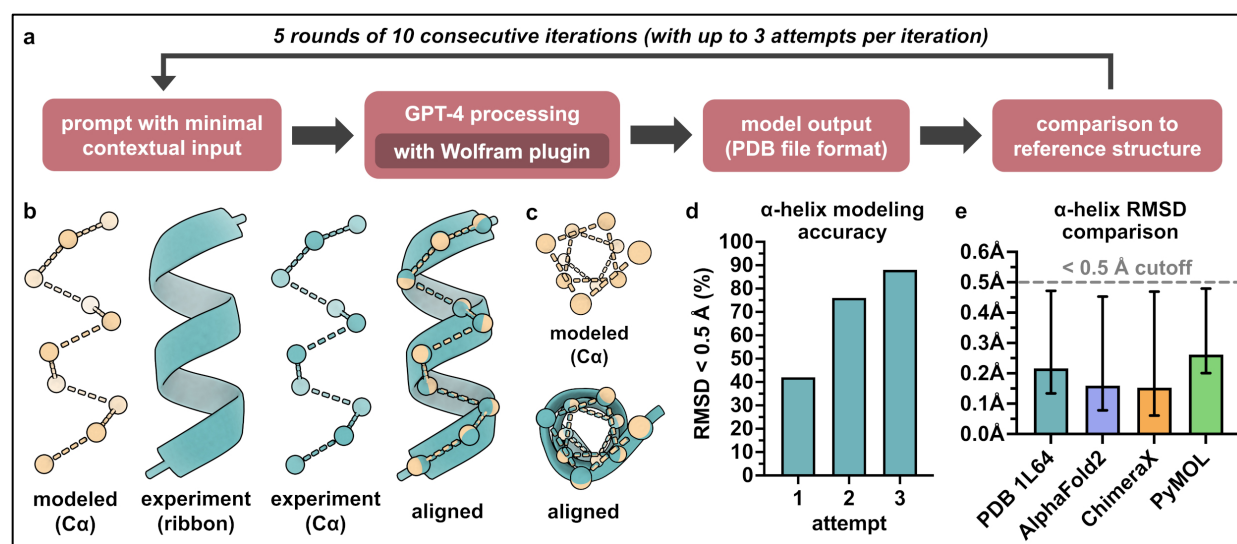 a
5 rounds of 10 consecutive iterations (with up to 3 attempts per iteration)
prompt with minimal
contextual input
GPT-4 processing
with Wolfram plugin
model output
(PDB file format)
comparison to
reference structure
b
modeled
(Cα)
experiment
(ribbon)
experiment
(Cα)
aligned
c
modeled
(Cα)
aligned
d
α-helix modeling
accuracy
RMSD < 0.5 Å (%)
100
90
80
70
60
50
40
30
20
10
0
1 2 3
attempt
e
α-helix RMSD
comparison
0.6Å
0.5Å
0.4Å
0.3Å
0.2Å
0.1Å
0.0Å
< 0.5 Å cutoff
PDB 1L64
AlphaFold2
ChimeraX
PyMOL